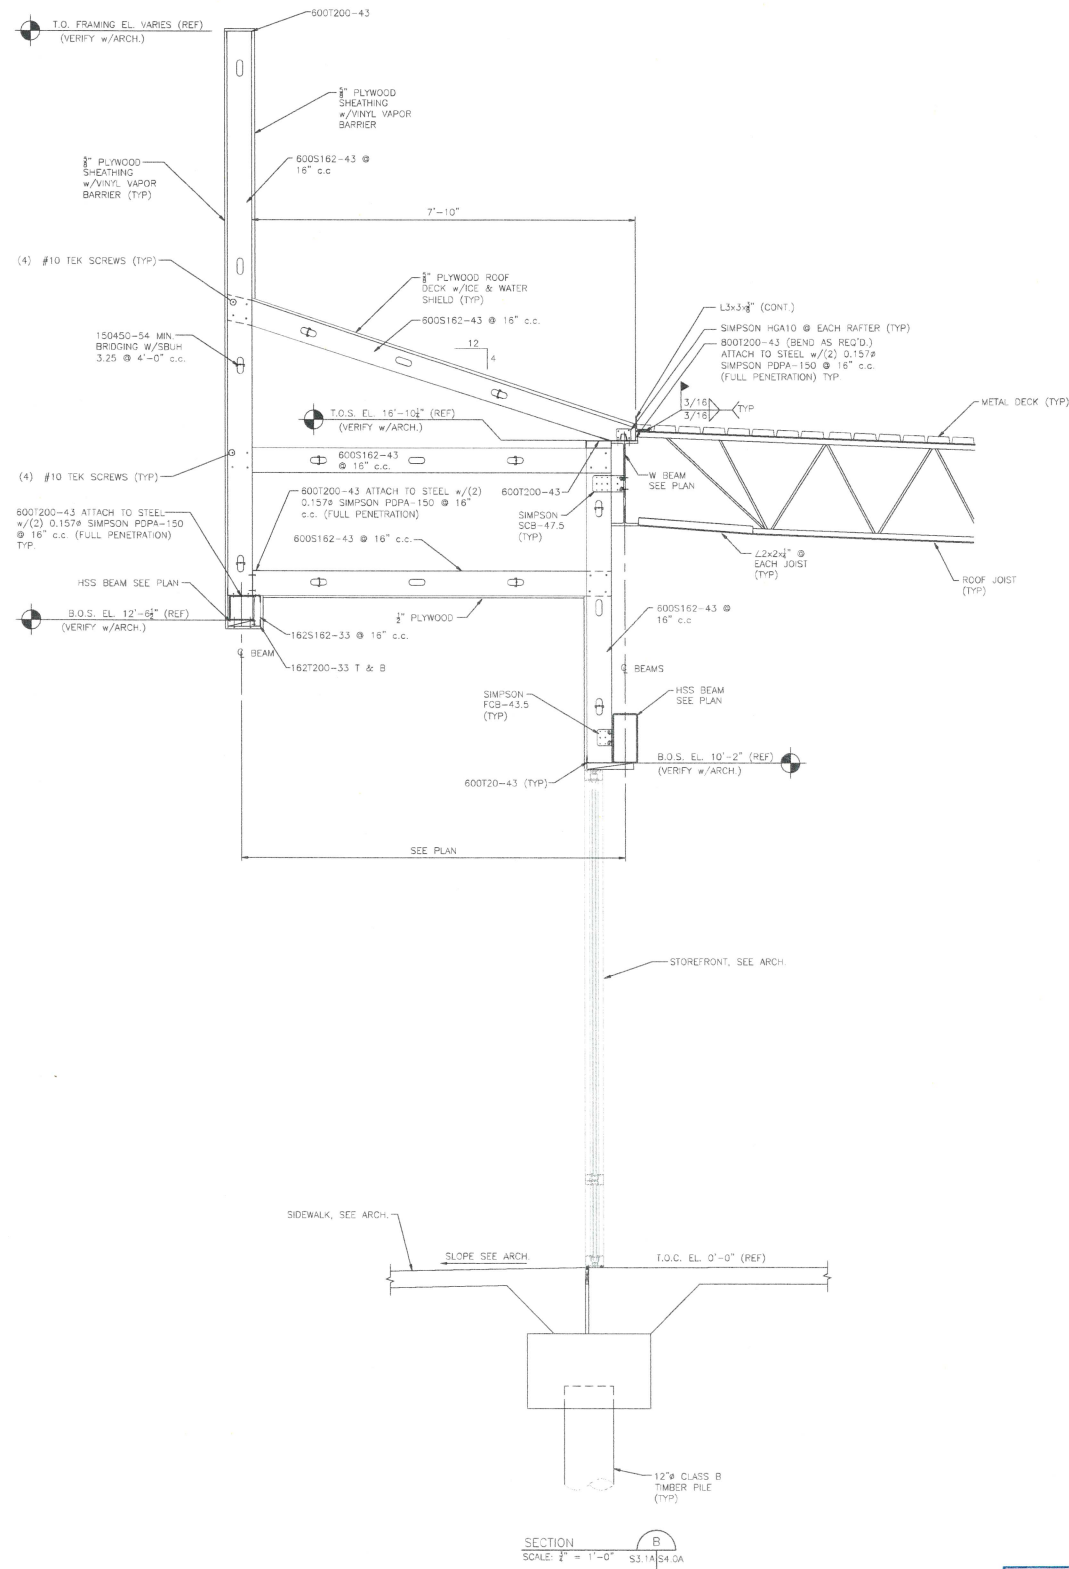 600T200-43
T.O. FRAMING EL. VARIES (REF)
(VERIFY w/ARCH.)
5/8" PLYWOOD
SHEATHING
w/VINYL VAPOR
BARRIER
5/8" PLYWOOD
SHEATHING
w/VINYL VAPOR
BARRIER (TYP)
600S162-43 @
16" c.c
7'-10"
(4) #10 TEK SCREWS (TYP)
5/8" PLYWOOD ROOF
DECK w/ICE & WATER
SHIELD (TYP)
600S162-43 @ 16" c.c.
12
4
150450-54 MIN.
BRIDGING W/SBUH
3.25 @ 4'-0" c.c.
L3x3x3/8" (CONT.)
SIMPSON HGA10 @ EACH RAFTER (TYP)
800T200-43 (BEND AS REQ'D.)
ATTACH TO STEEL w/(2) 0.157ø
SIMPSON PDPA-150 @ 16" c.c.
(FULL PENETRATION) TYP.
3/16
3/16
TYP
METAL DECK (TYP)
T.O.S. EL. 16'-10½" (REF)
(VERIFY w/ARCH.)
600S162-43
@ 16" c.c.
(4) #10 TEK SCREWS (TYP)
600T200-43 ATTACH TO STEEL w/(2)
0.157ø SIMPSON PDPA-150 @ 16"
c.c. (FULL PENETRATION)
600T200-43
W BEAM
SEE PLAN
SIMPSON
SCB-47.5
(TYP)
600T200-43 ATTACH TO STEEL
w/(2) 0.157ø SIMPSON PDPA-150
@ 16" c.c. (FULL PENETRATION)
TYP.
600S162-43 @ 16" c.c.
∠2x2x¼" @
EACH JOIST
(TYP)
ROOF JOIST
(TYP)
HSS BEAM SEE PLAN
B.O.S. EL. 12'-6½" (REF)
(VERIFY w/ARCH.)
½" PLYWOOD
600S162-43 @
16" c.c
162S162-33 @ 16" c.c.
℄ BEAM
162T200-33 T & B
℄ BEAMS
SIMPSON
FCB-43.5
(TYP)
HSS BEAM
SEE PLAN
B.O.S. EL. 10'-2" (REF)
(VERIFY w/ARCH.)
600T20-43 (TYP)
SEE PLAN
STOREFRONT, SEE ARCH.
SIDEWALK, SEE ARCH.
SLOPE SEE ARCH.
T.O.C. EL. 0'-0" (REF)
12"ø CLASS B
TIMBER PILE
(TYP)
SECTION
B
SCALE: ½" = 1'-0"
S3.1A S4.0A